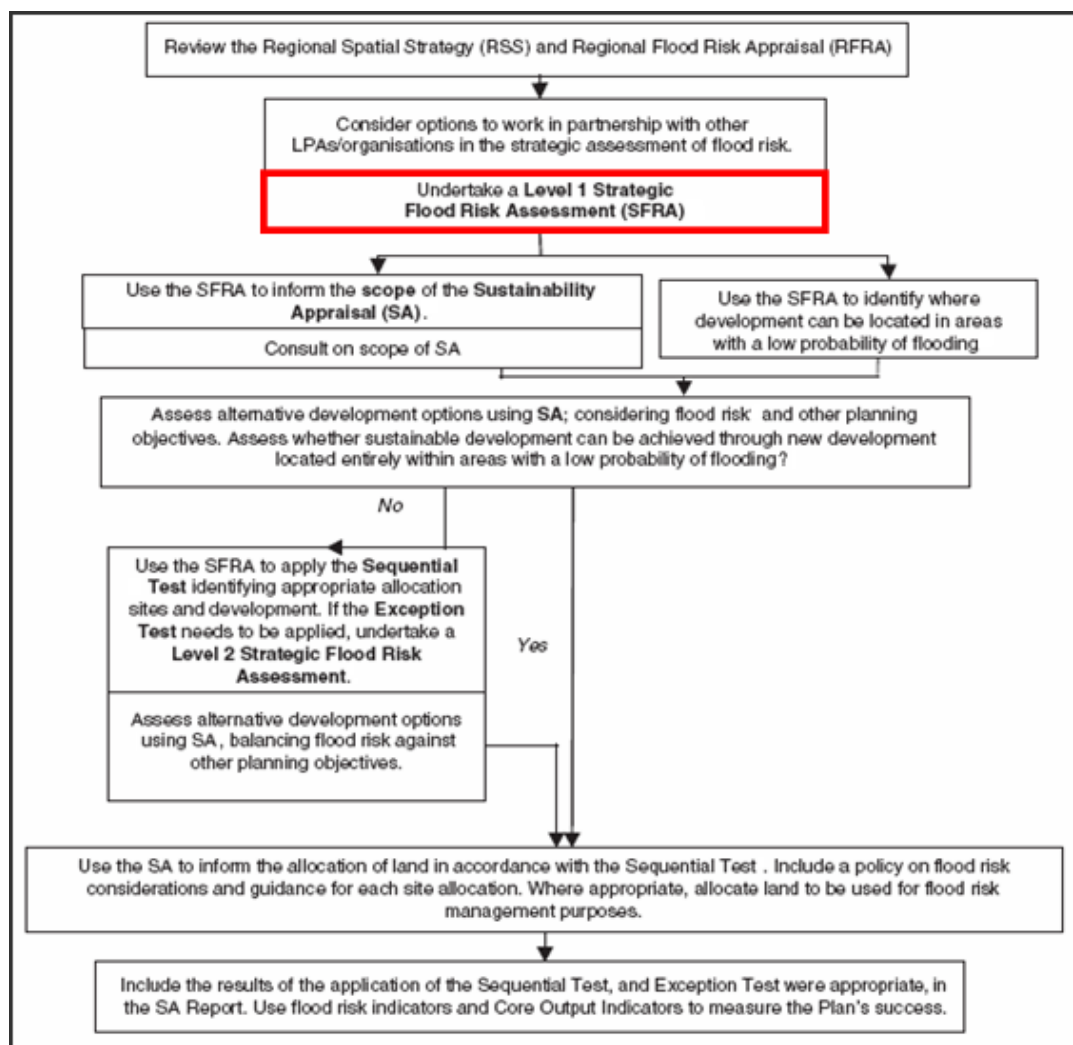 Review the Regional Spatial Strategy (RSS) and Regional Flood Risk Appraisal (RFRA)
Consider options to work in partnership with other
LPAs/organisations in the strategic assessment of flood risk.
Undertake a Level 1 Strategic
Flood Risk Assessment (SFRA)
Use the SFRA to inform the scope of the Sustainability
Appraisal (SA).
Consult on scope of SA
Use the SFRA to identify where
development can be located in areas
with a low probability of flooding
Assess alternative development options using SA; considering flood risk and other planning
objectives. Assess whether sustainable development can be achieved through new development
located entirely within areas with a low probability of flooding?
No
Use the SFRA to apply the Sequential
Test identifying appropriate allocation
sites and development. If the Exception
Test needs to be applied, undertake a
Level 2 Strategic Flood Risk
Assessment.
Yes
Assess alternative development options
using SA, balancing flood risk against
other planning objectives.
Use the SA to inform the allocation of land in accordance with the Sequential Test . Include a policy on flood risk
considerations and guidance for each site allocation. Where appropriate, allocate land to be used for flood risk
management purposes.
Include the results of the application of the Sequential Test, and Exception Test were appropriate, in
the SA Report. Use flood risk indicators and Core Output Indicators to measure the Plan's success.